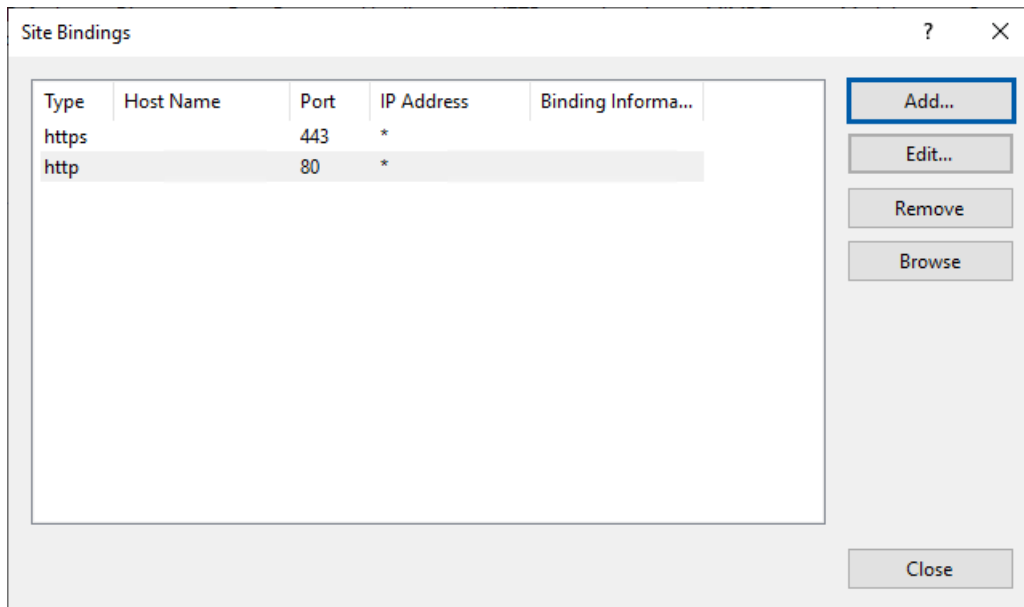 Site Bindings ? ✕
Type Host Name Port IP Address Binding Informa... Add...
https 443 *
Edit...
http 80 *
Remove
Browse
Close